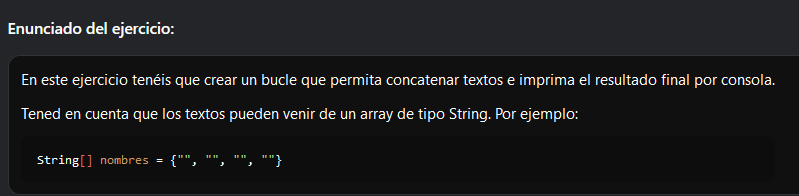 Enunciado del ejercicio:
En este ejercicio tenéis que crear un bucle que permita concatenar textos e imprima el resultado final por consola.
Tened en cuenta que los textos pueden venir de un array de tipo String. Por ejemplo:
String[] nombres = {"", "", "", ""}